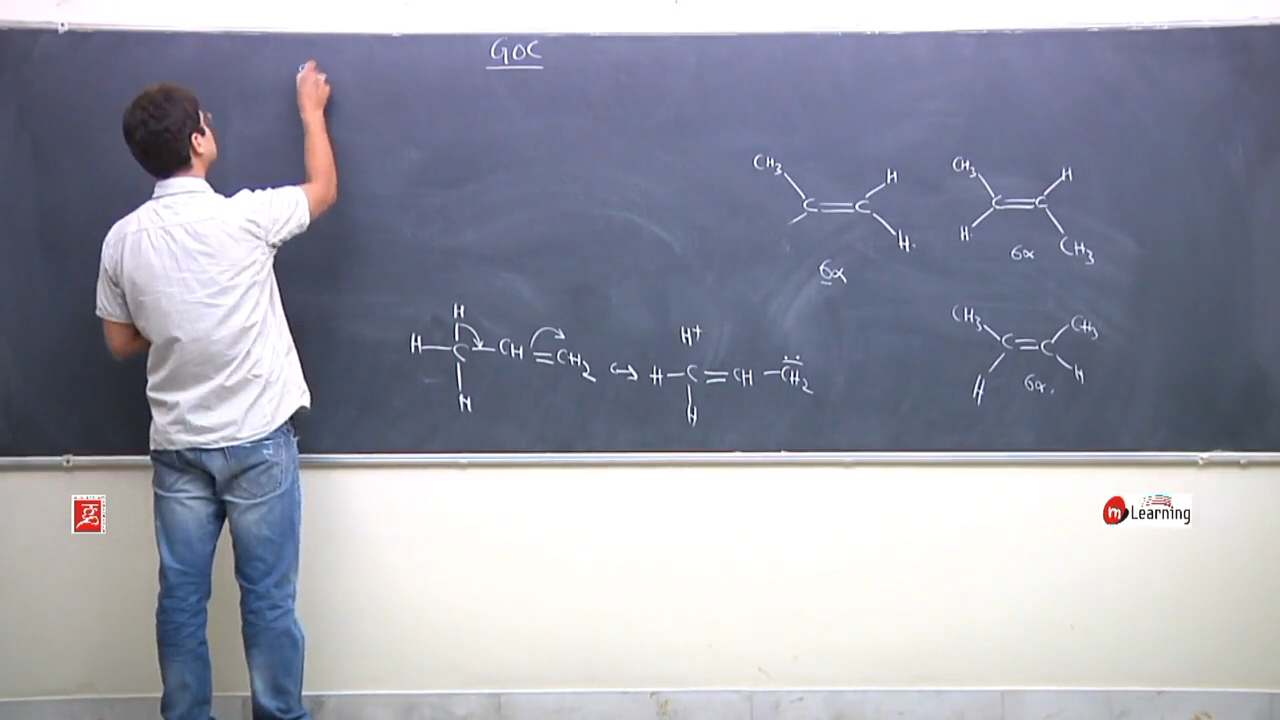 GOC
CH3 H
C=C
H
6α
CH3 H
C=C
H CH3
6α
H
H-C-CH=CH2
H
H+
H-C=CH-CH2
H
CH3 CH3
C=C
H H
6α
m Learning